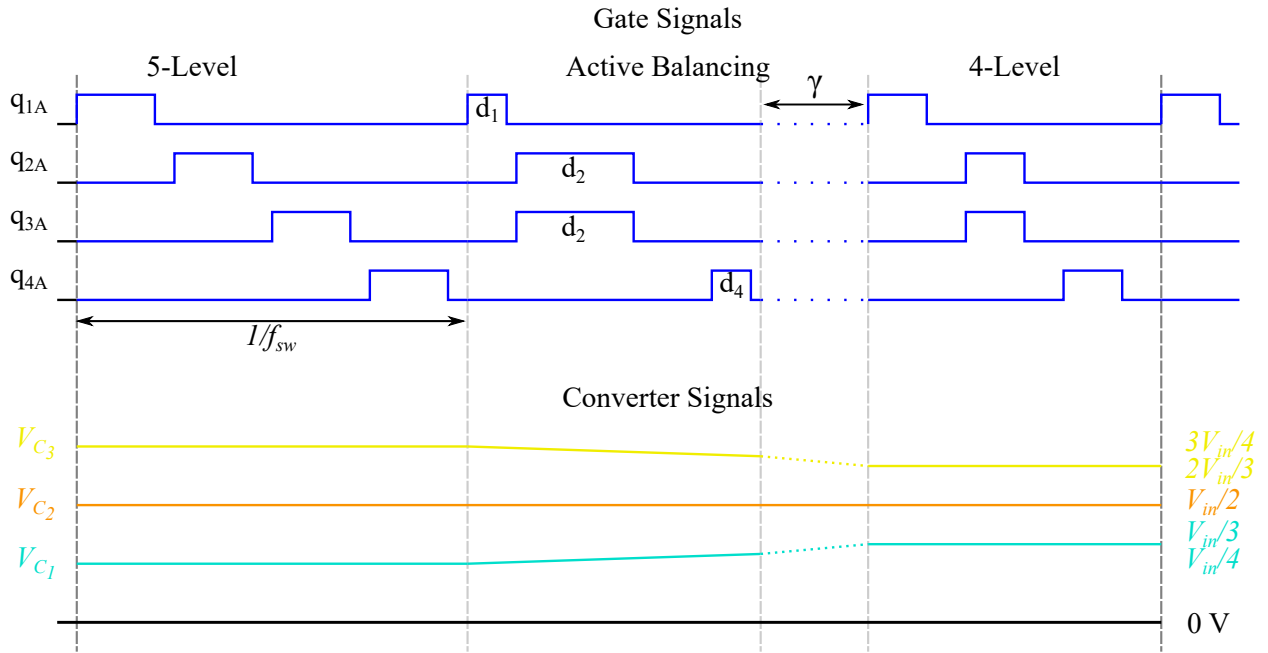 Gate Signals
5-Level Active Balancing 4-Level
q1A d1 γ
q2A d2
q3A d2
q4A d4
1/fsw
Converter Signals
VC3 3Vin/4
2Vin/3
VC2 Vin/2
Vin/3
VC1 Vin/4
0 V